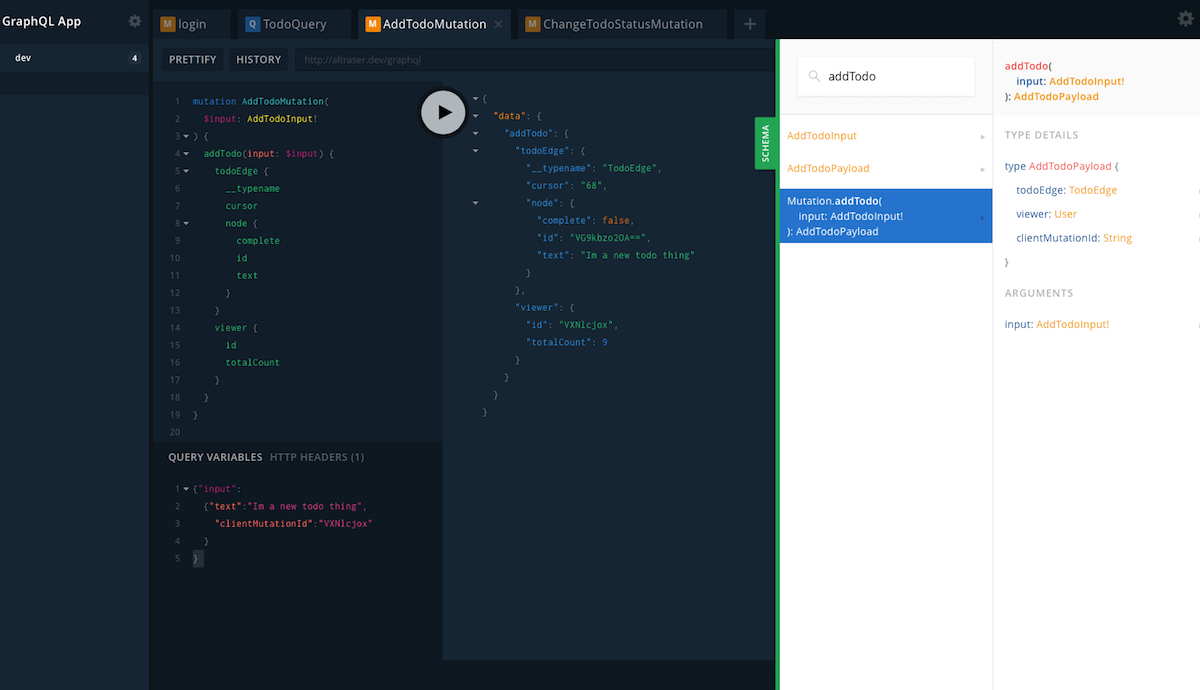 GraphQL App
dev
4
M login
Q TodoQuery
M AddTodoMutation ×
M ChangeTodoStatusMutation
+
PRETTIFY
HISTORY
http://altraser.dev/graphql
1 mutation AddTodoMutation(
2 $input: AddTodoInput!
3 ) {
4 addTodo(input: $input) {
5 todoEdge {
6 __typename
7 cursor
8 node {
9 complete
10 id
11 text
12 }
13 }
14 viewer {
15 id
16 totalCount
17 }
18 }
19 }
20
QUERY VARIABLES
HTTP HEADERS (1)
1 {"input":
2 {"text":"Im a new todo thing",
3 "clientMutationId":"VXNlcjox"
4 }
5 }
{
"data": {
"addTodo": {
"todoEdge": {
"__typename": "TodoEdge",
"cursor": "68",
"node": {
"complete": false,
"id": "VG9kbzo2OA==",
"text": "Im a new todo thing"
}
},
"viewer": {
"id": "VXNlcjox",
"totalCount": 9
}
}
}
}
SCHEMA
addTodo
AddTodoInput
AddTodoPayload
Mutation.addTodo(
input: AddTodoInput!
): AddTodoPayload
addTodo(
input: AddTodoInput!
): AddTodoPayload
TYPE DETAILS
type AddTodoPayload {
todoEdge: TodoEdge
viewer: User
clientMutationId: String
}
ARGUMENTS
input: AddTodoInput!